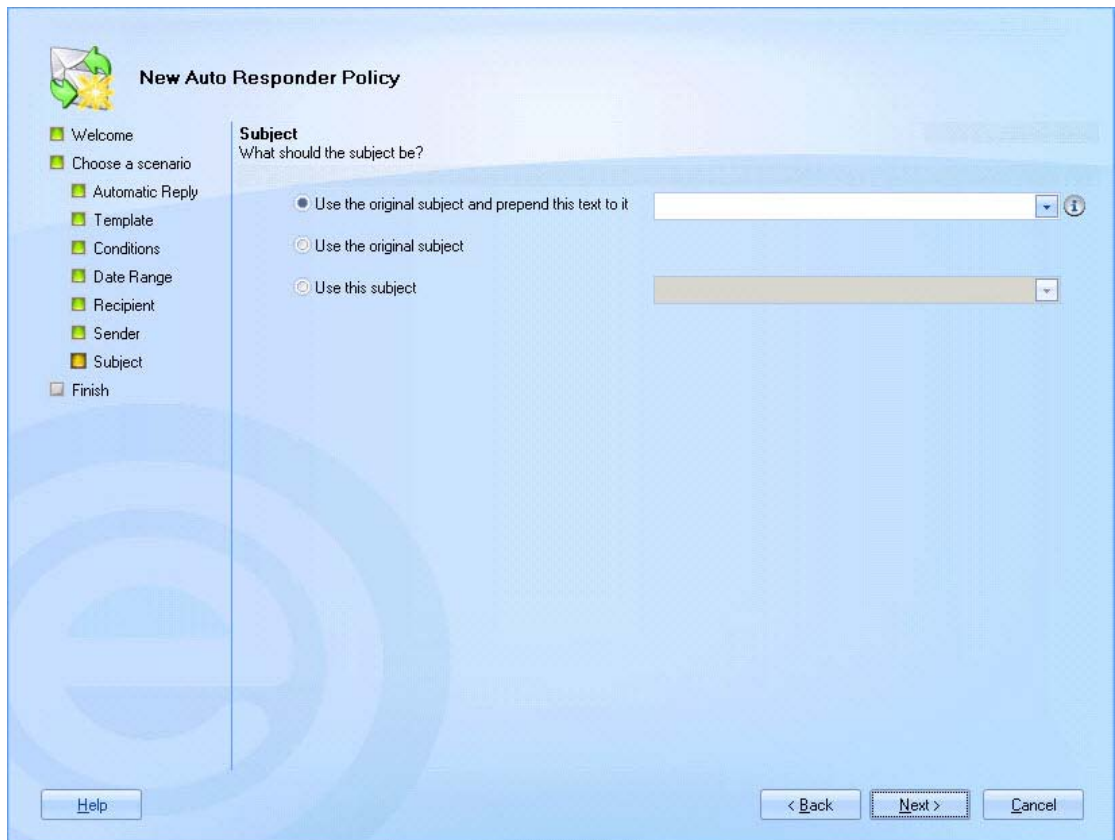 New Auto Responder Policy
Welcome
Choose a scenario
Automatic Reply
Template
Conditions
Date Range
Recipient
Sender
Subject
Finish
Subject
What should the subject be?
Use the original subject and prepend this text to it
Use the original subject
Use this subject
Help
< Back
Next >
Cancel